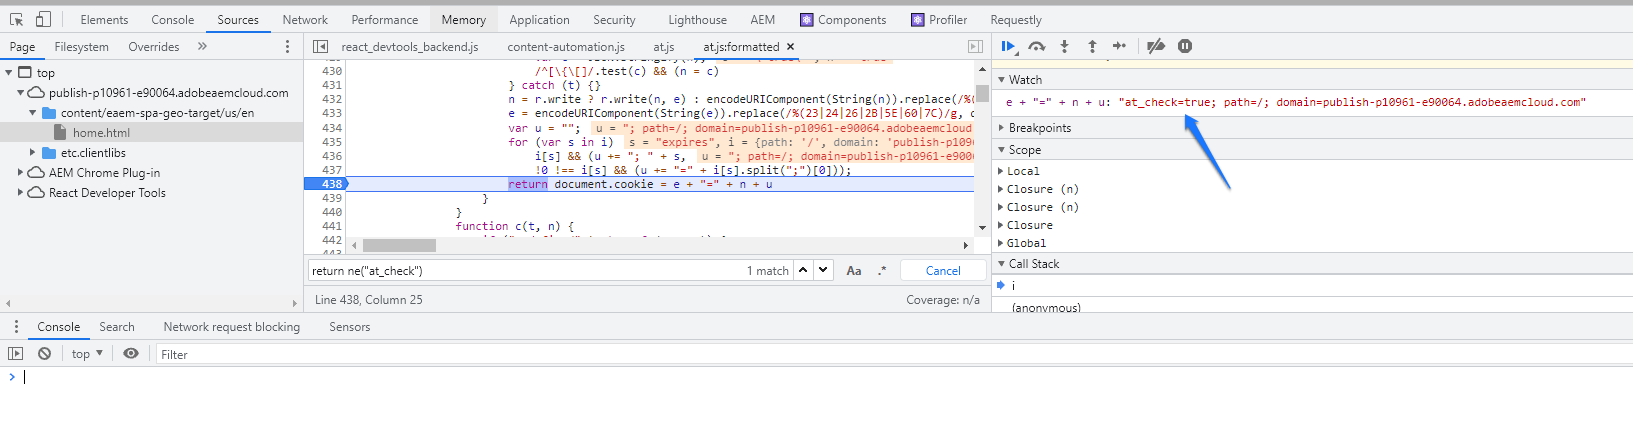 Elements Console Sources Network Performance Memory Application Security Lighthouse AEM Components Profiler Requestly
Page Filesystem Overrides »
react_devtools_backend.js content-automation.js at.js at.js:formatted ×
top
publish-p10961-e90064.adobeaemcloud.com
content/eaem-spa-geo-target/us/en
home.html
etc.clientlibs
AEM Chrome Plug-in
React Developer Tools
430 /^[\{\[]/.test(c) && (n = c)
431 } catch (t) {}
432 n = r.write ? r.write(n, e) : encodeURIComponent(String(n)).replace(/%(
433 e = encodeURIComponent(String(e)).replace(/%(23|24|26|2B|5E|60|7C)/g,
434 var u = ""; u = "; path=/; domain=publish-p10961-e90064.adobeaemcloud
435 for (var s in i) s = "expires", i = {path: '/', domain: 'publish-p1096
436 i[s] && (u += "; " + s, u = "; path=/; domain=publish-p10961-e9006
437 !0 !== i[s] && (u += "=" + i[s].split(";")[0]));
438 return document.cookie = e + "=" + n + u
439 }
440 }
441 function c(t, n) {
442
443
return ne("at_check") 1 match Aa .* Cancel
Line 438, Column 25 Coverage: n/a
Watch
e + "=" + n + u: "at_check=true; path=/; domain=publish-p10961-e90064.adobeaemcloud.com"
Breakpoints
Scope
Local
Closure (n)
Closure (n)
Closure
Global
Call Stack
i
(anonymous)
Console Search Network request blocking Sensors
top ▼ Filter
>